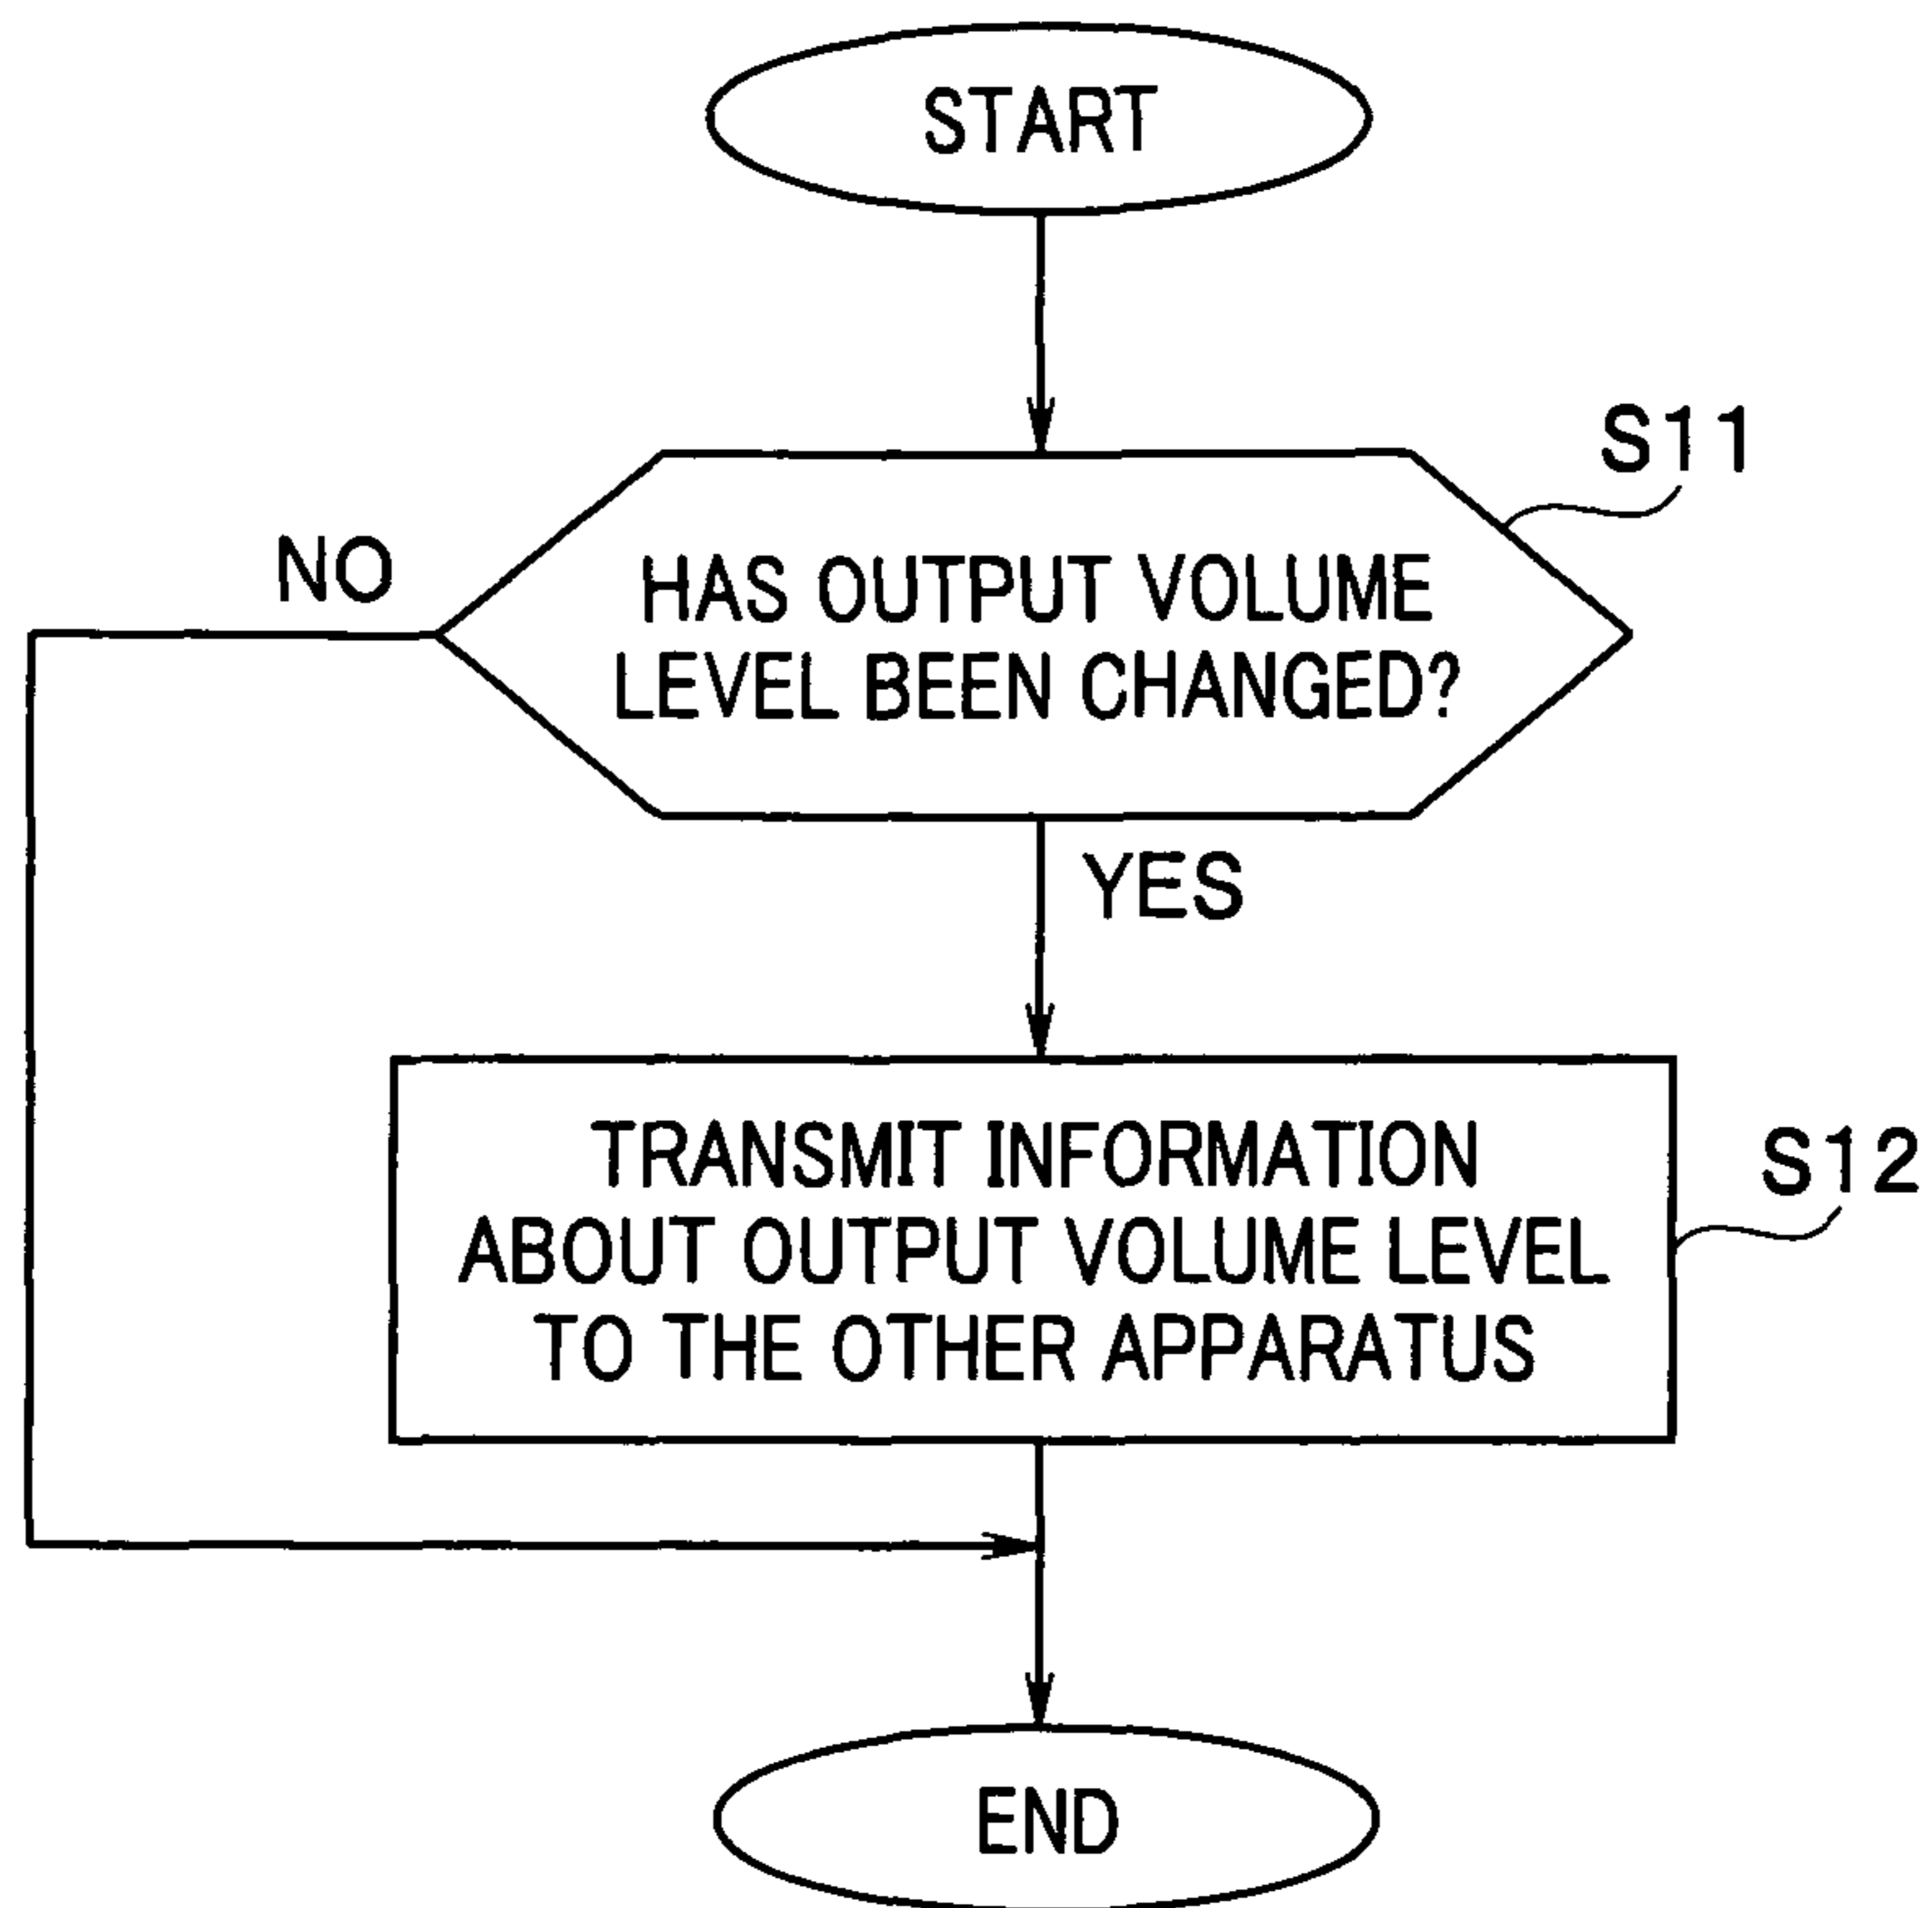 START
S11
NO
HAS OUTPUT VOLUME
LEVEL BEEN CHANGED?
YES
TRANSMIT INFORMATION
ABOUT OUTPUT VOLUME LEVEL
TO THE OTHER APPARATUS
S12
END